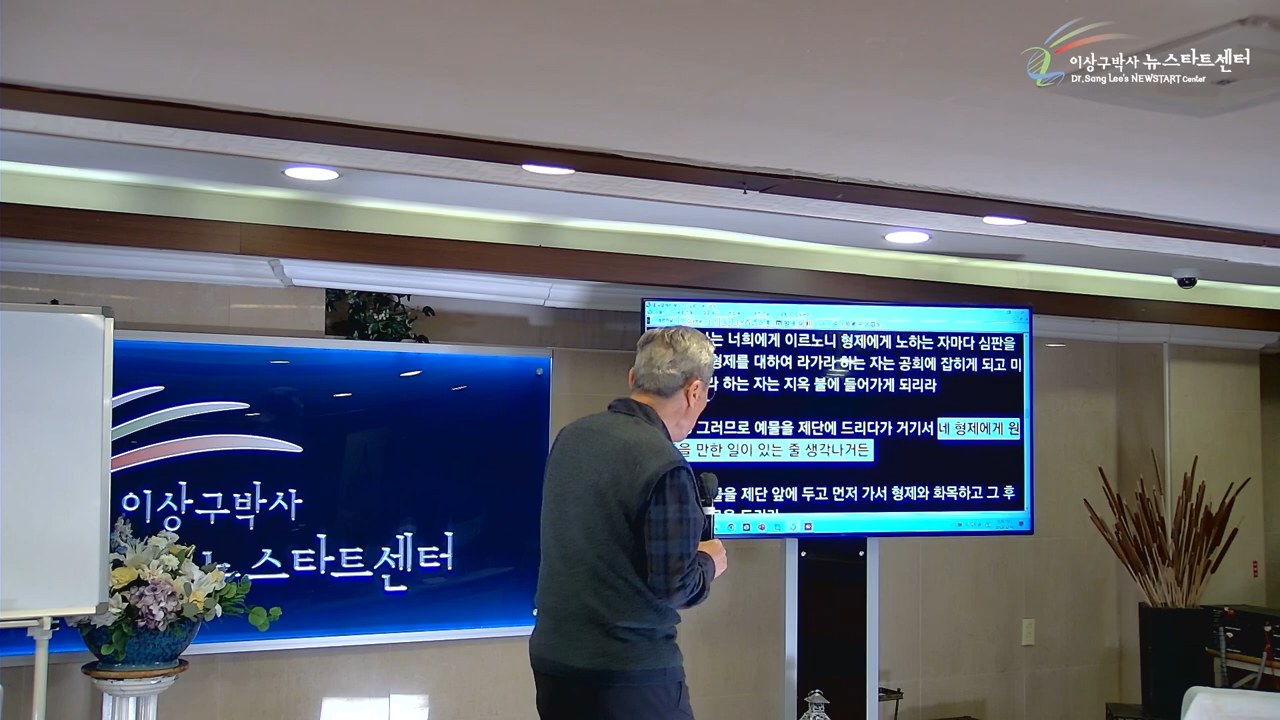 이상구박사 뉴스타트센터
Dr. Sang Lee's NEWSTART Center
는 너희에게 이르노니 형제에게 노하는 자마다 심판을
형제를 대하여 라가라 하는 자는 공회에 잡히게 되고 미
라 하는 자는 지옥 불에 들어가게 되리라
그러므로 예물을 제단에 드리다가 거기서 네 형제에게 원
을 만한 일이 있는 줄 생각나거든
물을 제단 앞에 두고 먼저 가서 형제와 화목하고 그 후
이상구박사
뉴스타트센터